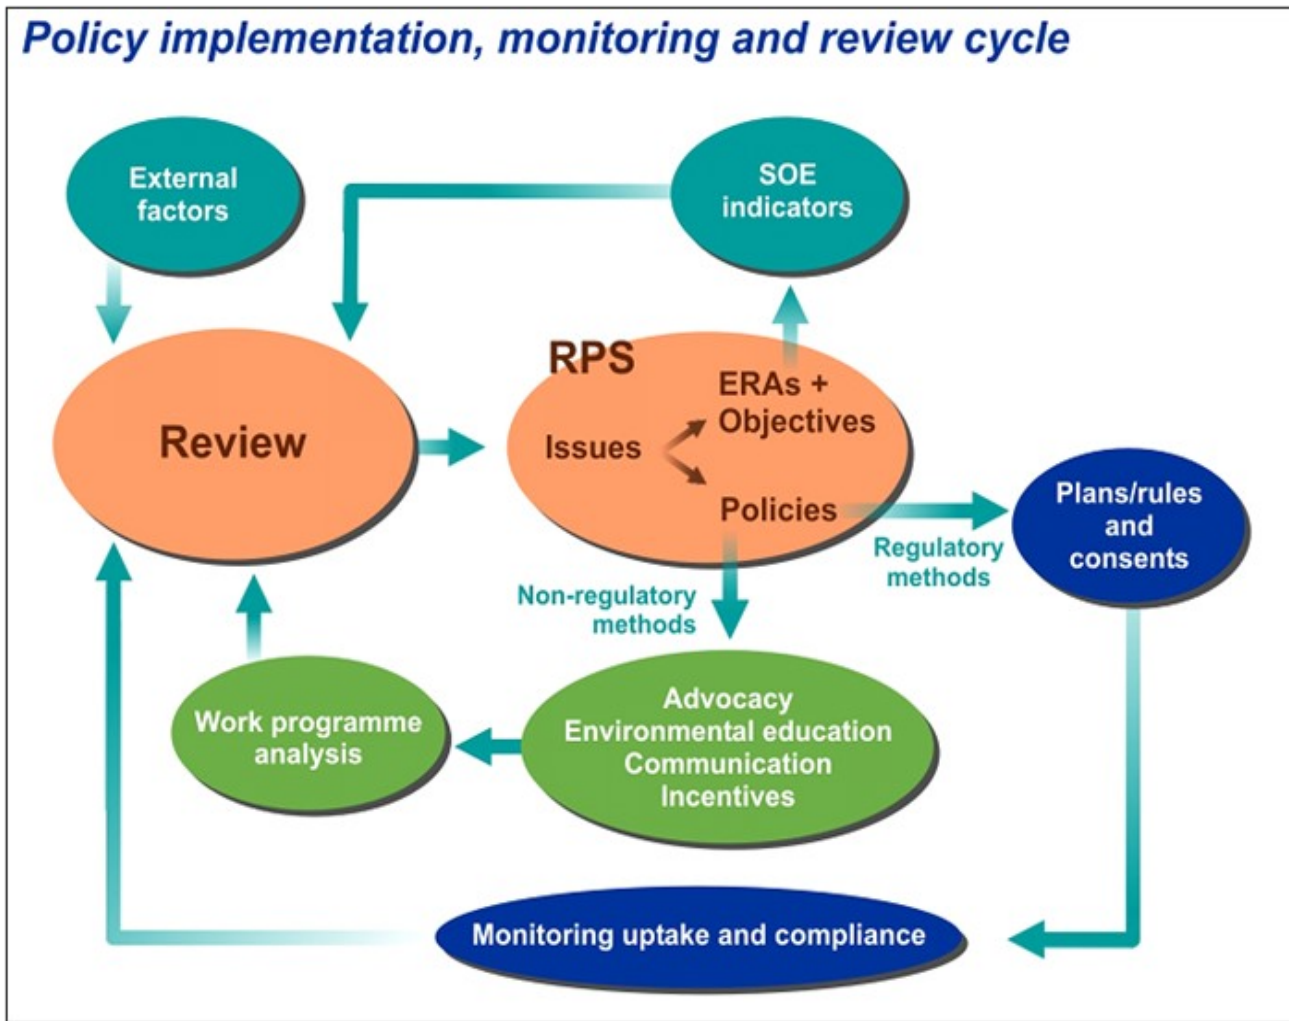 Policy implementation, monitoring and review cycle
External
factors
SOE
indicators
Review
RPS
ERAs +
Objectives
Issues
Policies
Plans/rules
and
consents
Regulatory
methods
Non-regulatory
methods
Work programme
analysis
Advocacy
Environmental education
Communication
Incentives
Monitoring uptake and compliance